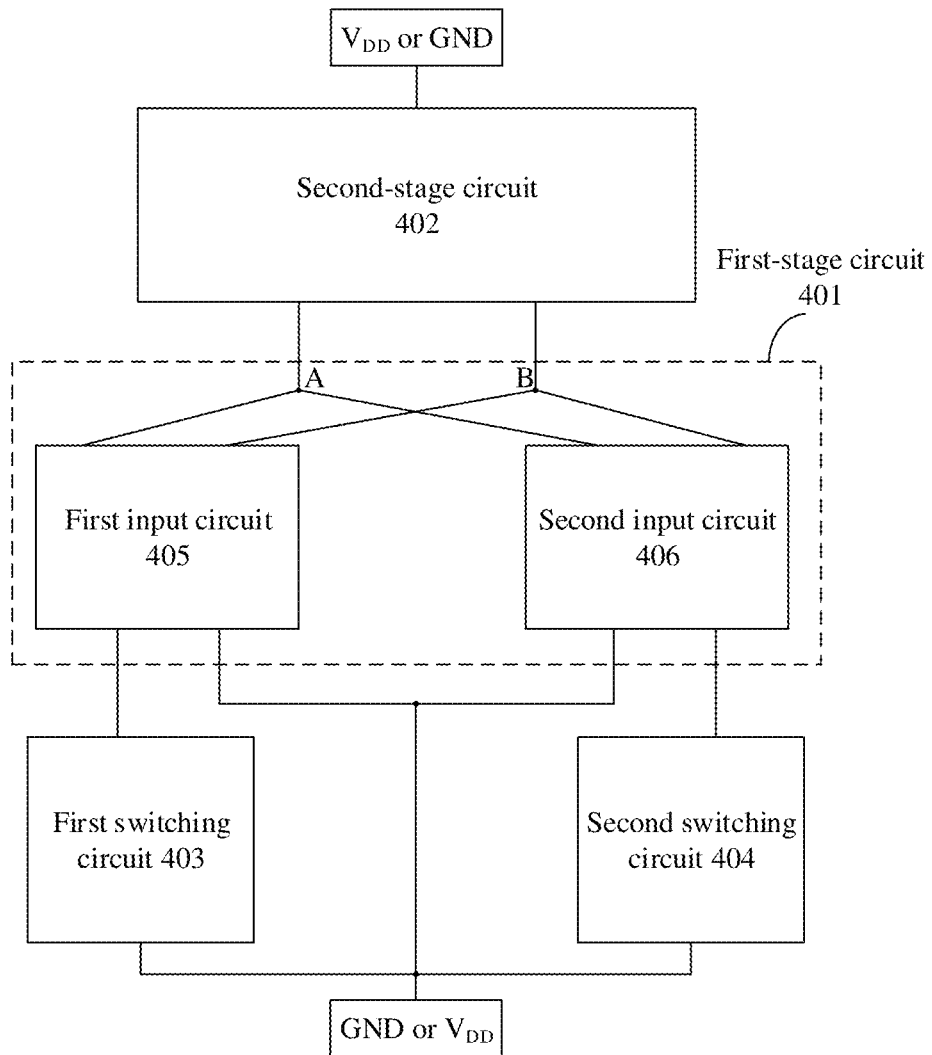 V_DD or GND
Second-stage circuit
402
First-stage circuit
401
A
B
First input circuit
405
Second input circuit
406
First switching
circuit 403
Second switching
circuit 404
GND or V_DD